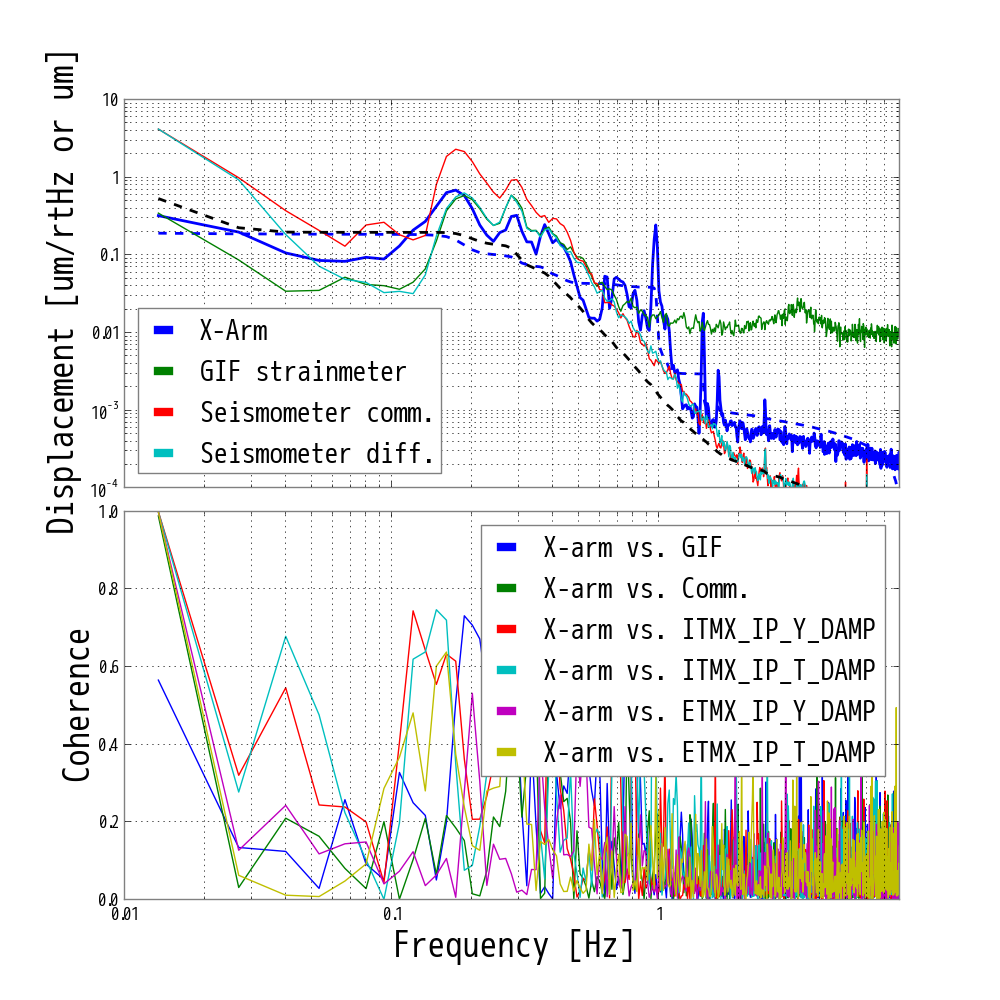 Displacement [um/rtHz or um]
10
1
0.1
0.01
10^-3
10^-4
X-Arm
GIF strainmeter
Seismometer comm.
Seismometer diff.
Coherence
1.0
0.8
0.6
0.4
0.2
0.0
X-arm vs. GIF
X-arm vs. Comm.
X-arm vs. ITMX_IP_Y_DAMP
X-arm vs. ITMX_IP_T_DAMP
X-arm vs. ETMX_IP_Y_DAMP
X-arm vs. ETMX_IP_T_DAMP
0.01 0.1 1
Frequency [Hz]